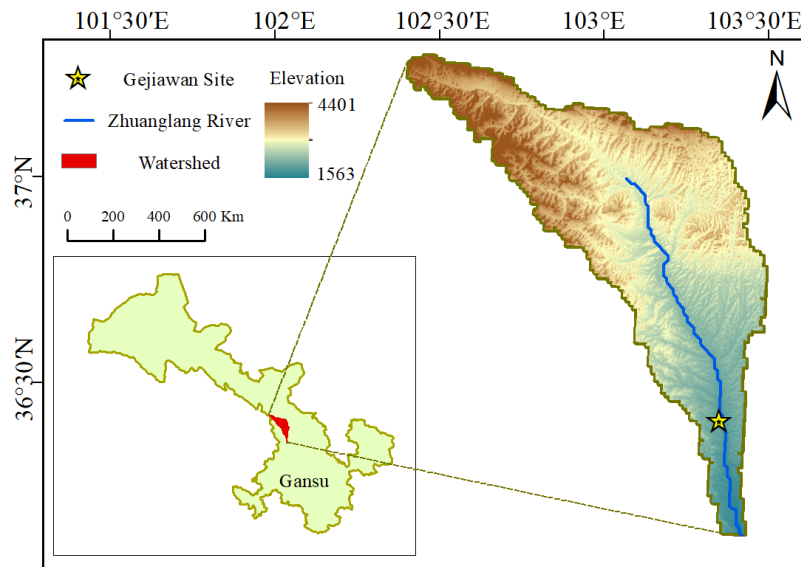 101°30′E 102°E 102°30′E 103°E 103°30′E
N
Gejiawan Site
Elevation
4401
Zhuanglang River
Watershed
1563
37°N
0 200 400 600 Km
36°30′N
Gansu